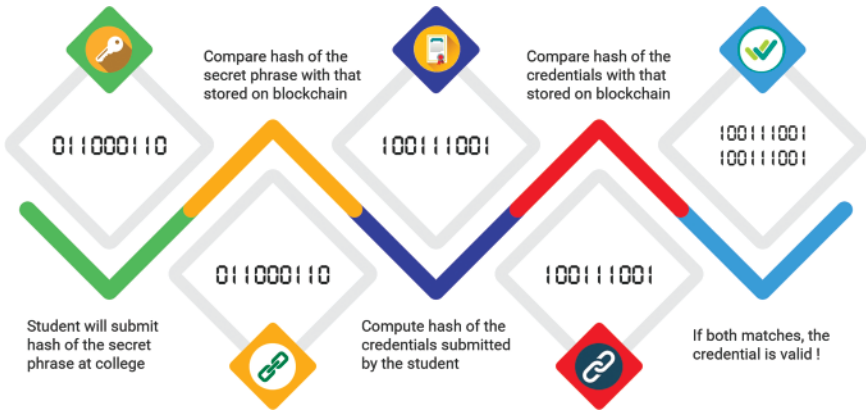 Compare hash of the
secret phrase with that
stored on blockchain
Compare hash of the
credentials with that
stored on blockchain
011000110
100111001
100111001
100111001
011000110
100111001
Student will submit
hash of the secret
phrase at college
Compute hash of the
credentials submitted
by the student
If both matches, the
credential is valid !